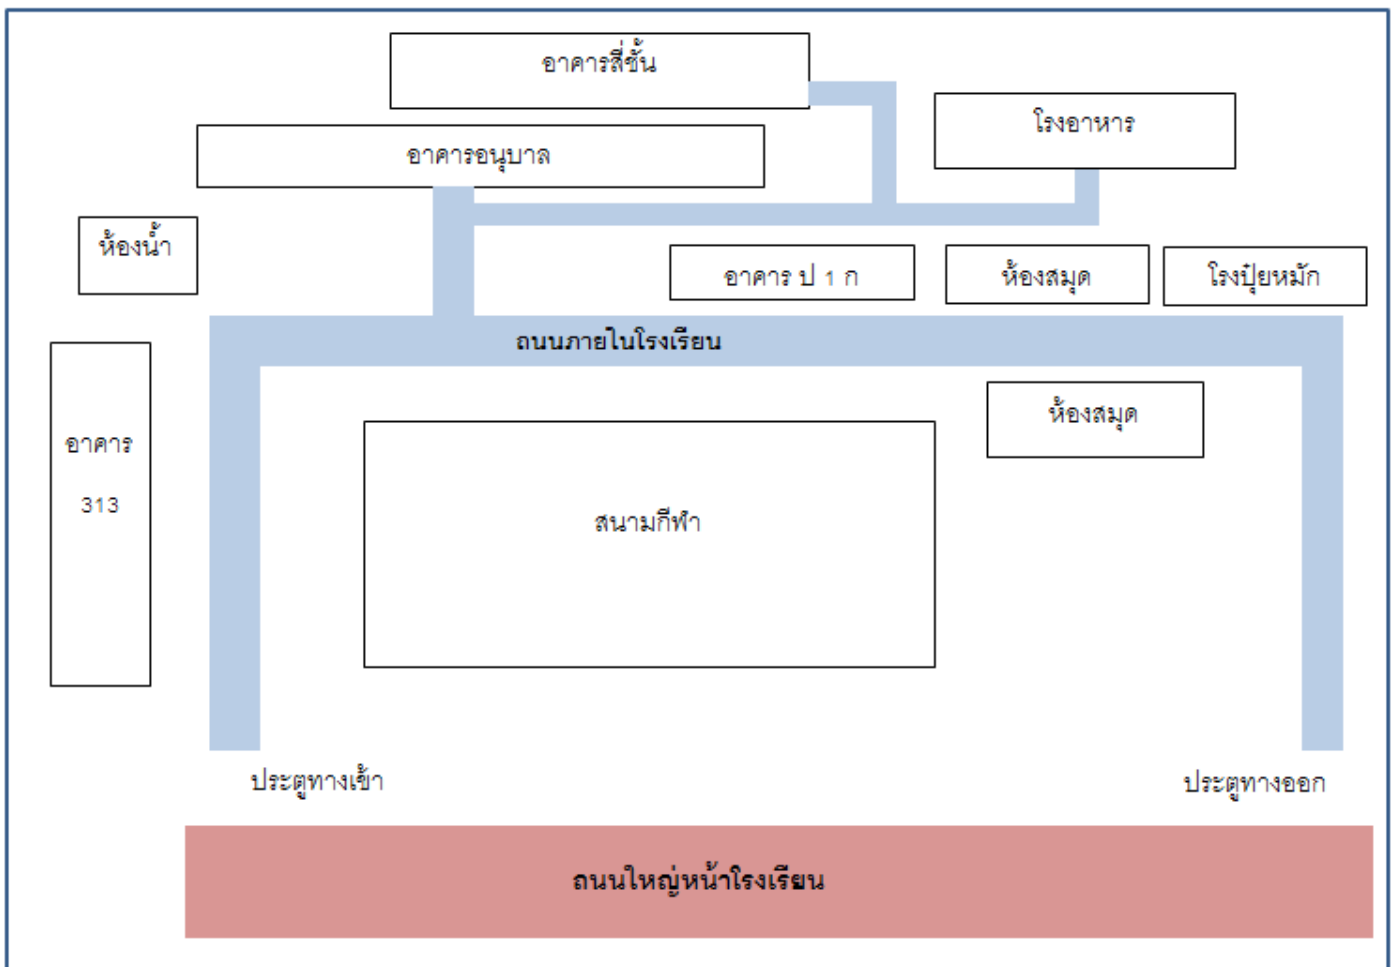 อาคารสี่ชั้น
โรงอาหาร
อาคารอนุบาล
ห้องน้ำ
อาคาร ป 1 ก
ห้องสมุด
โรงปุ๋ยหมัก
ถนนภายในโรงเรียน
ห้องสมุด
อาคาร
313
สนามกีฬา
ประตูทางเข้า
ประตูทางออก
ถนนใหญ่หน้าโรงเรียน